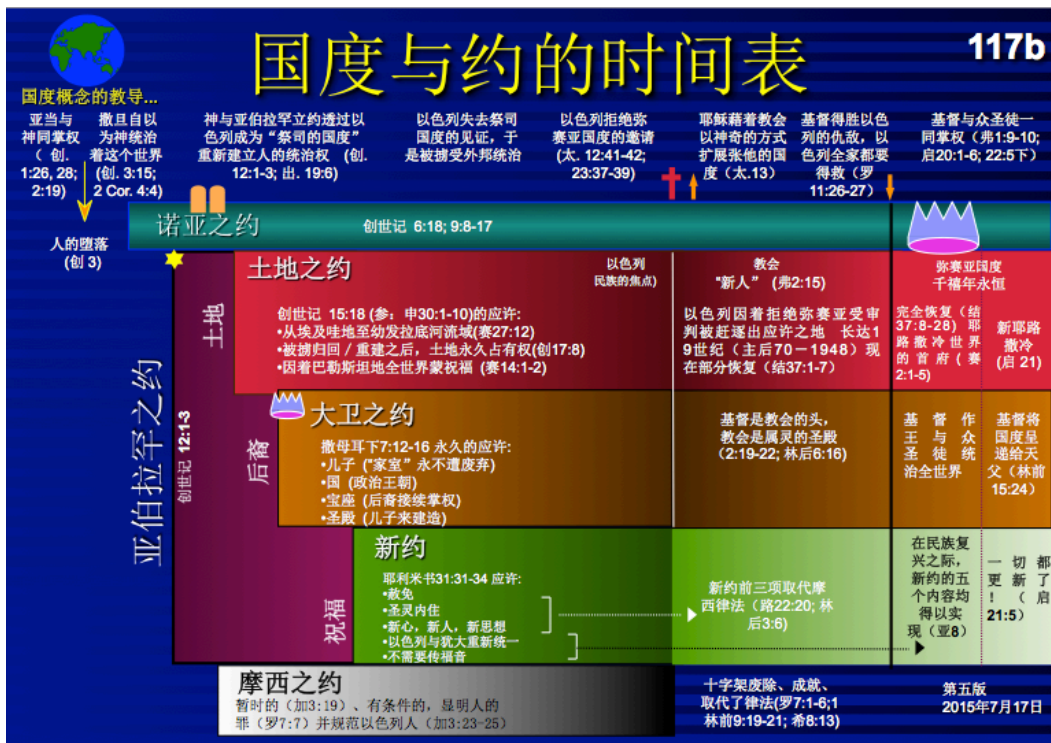 国度与约的时间表
117b
国度概念的教导...
亚当与
神同掌权
（ 创.
1:26, 28;
2:19)
撒旦自以
为神统治
着这个世界
(创. 3:15;
2 Cor. 4:4)
神与亚伯拉罕立约透过以
色列成为“祭司的国度”
重新建立人的统治权 (创.
12:1-3; 出. 19:6)
以色列失去祭司
国度的见证，于
是被掳受外邦统治
以色列拒绝弥
赛亚国度的邀请
(太. 12:41-42;
23:37-39)
耶稣藉着教会
以神奇的方式
扩展张他的国
度（太.13）
基督得胜以色
列的仇敌，以
色列全家都要
得救（罗
11:26-27）
基督与众圣徒一
同掌权（弗1:9-10;
启20:1-6; 22:5下）
人的堕落
(创 3)
诺亚之约
创世记 6:18; 9:8-17
亚伯拉罕之约
创世记 12:1-3
土地
土地之约
以色列
民族的焦点)
创世记 15:18 (参：申30:1-10)的应许:
•从埃及哇地至幼发拉底河流域(赛27:12)
•被掳归回 / 重建之后，土地永久占有权(创17:8)
•因着巴勒斯坦地全世界蒙祝福 (赛14:1-2)
教会
“新人” (弗2:15)
以色列因着拒绝弥赛亚受审
判被赶逐出应许之地 长达1
9世纪（主后70－1948）现
在部分恢复（结37:1-7）
弥赛亚国度
千禧年永恒
完全恢复（结
37:8-28） 耶
路撒冷世界
的首府（赛
2:1-5)
新耶路
撒冷
(启 21)
后裔
大卫之约
撒母耳下7:12-16 永久的应许:
•儿子 ("家室”永不遭废弃)
•国 (政治王朝)
•宝座 (后裔接续掌权)
•圣殿 (儿子来建造)
基督是教会的头，
教会是属灵的圣殿
(2:19-22; 林后6:16)
基督作
王与众
圣徒统
治全世界
基督将
国度呈
递给天
父（林前
15:24）
祝福
新约
耶利米书31:31-34 应许:
•赦免
•圣灵内住
•新心，新人，新思想
•以色列与犹大重新统一
•不需要传福音
新约前三项取代摩
西律法（路22:20; 林
后3:6)
在民族复
兴之际，
新约的五
个内容均
得以实
现（亚8）
一切都
更新了
！（启
21:5）
摩西之约
暂时的（加3:19）、有条件的，显明人的
罪（罗7:7）并规范以色列人（加3:23-25）
十字架废除、成就、
取代了律法(罗7:1-6;1
林前9:19-21; 希8:13)
第五版
2015年7月17日